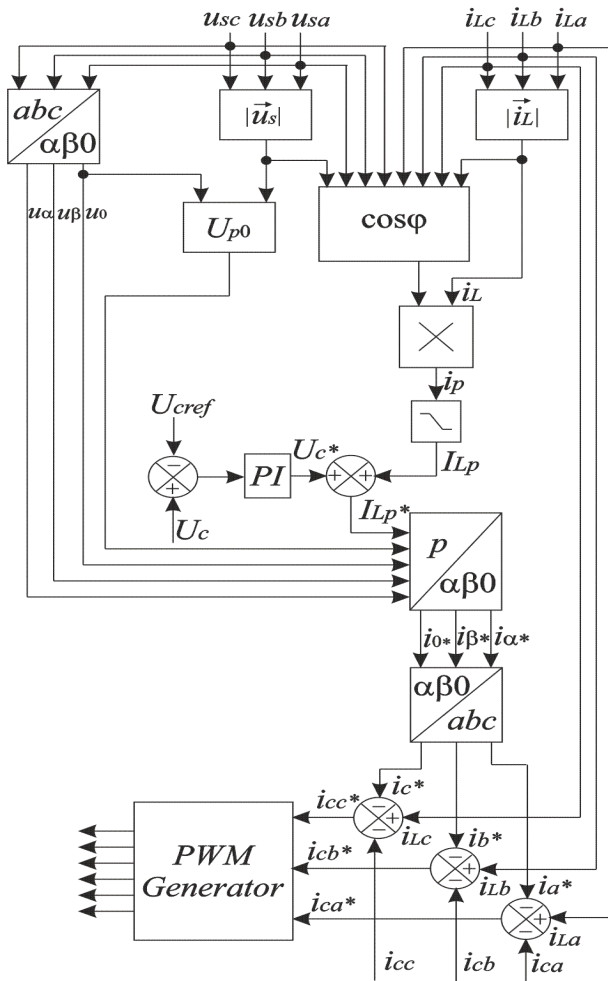 usc usb usa
iLc iLb iLa
abc
αβ0
|u⃗s|
|i⃗L|
uα uβ u0
Up0
cosφ
iL
ip
Ucref
−
+
Uc
PI
Uc*
+ +
ILp
ILp*
p
αβ0
i0* iβ* iα*
αβ0
abc
icc* ic*
− + −
iLc
PWM
Generator
icb* ib*
− + −
iLb
ica* ia*
− + −
iLa
icc icb ica